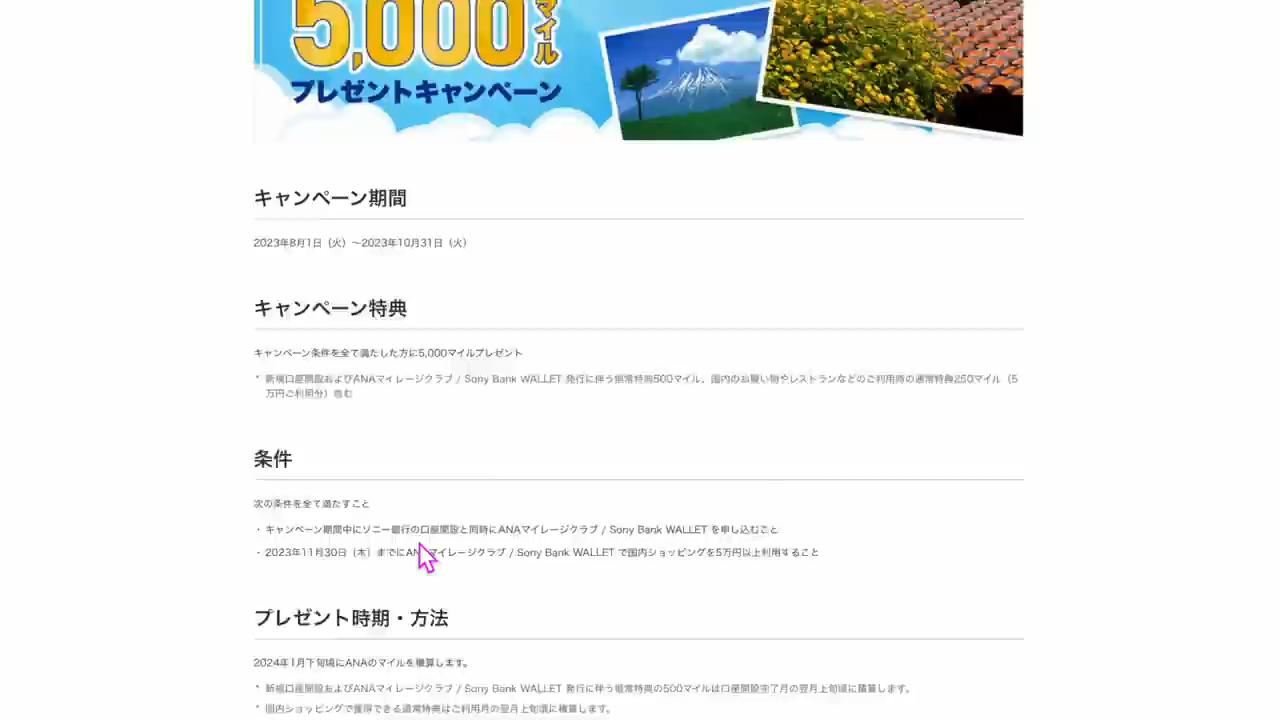 5,000マイル
プレゼントキャンペーン
キャンペーン期間
2023年8月1日（火）～2023年10月31日（火）
キャンペーン特典
キャンペーン条件を全て満たした方に5,000マイルプレゼント
* 新規口座開設およびANAマイレージクラブ / Sony Bank WALLET 発行に伴う通常特典500マイル、国内のお買い物やレストランなどのご利用時の通常特典250マイル（5
万円ご利用分）含む
条件
次の条件を全て満たすこと
・ キャンペーン期間中にソニー銀行の口座開設と同時にANAマイレージクラブ / Sony Bank WALLET を申し込むこと
・ 2023年11月30日（木）までにANAマイレージクラブ / Sony Bank WALLET で国内ショッピングを5万円以上利用すること
プレゼント時期・方法
2024年1月下旬頃にANAのマイルを積算します。
* 新規口座開設およびANAマイレージクラブ / Sony Bank WALLET 発行に伴う通常特典の500マイルは口座開設完了月の翌月上旬頃に積算します。
* 国内ショッピングで獲得できる通常特典はご利用月の翌月上旬頃に積算します。